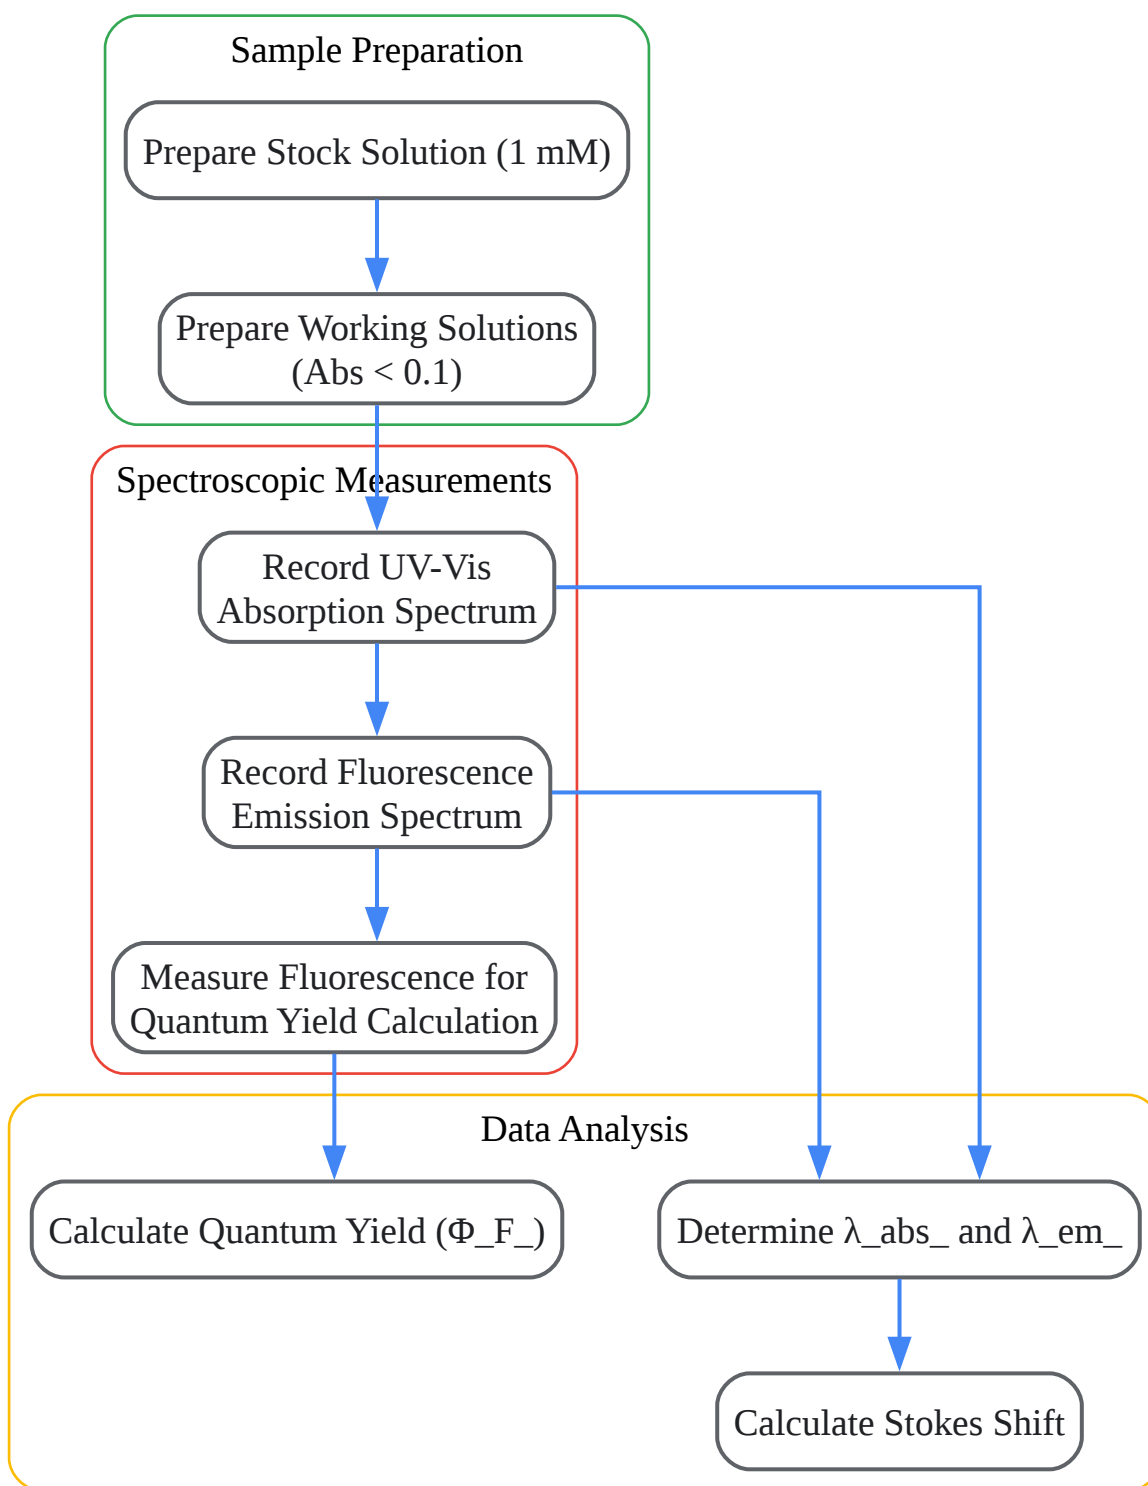 Sample Preparation
Prepare Stock Solution (1 mM)
Prepare Working Solutions
(Abs < 0.1)
Spectroscopic Measurements
Record UV-Vis
Absorption Spectrum
Record Fluorescence
Emission Spectrum
Measure Fluorescence for
Quantum Yield Calculation
Data Analysis
Calculate Quantum Yield (Φ_F_)
Determine λ_abs_ and λ_em_
Calculate Stokes Shift